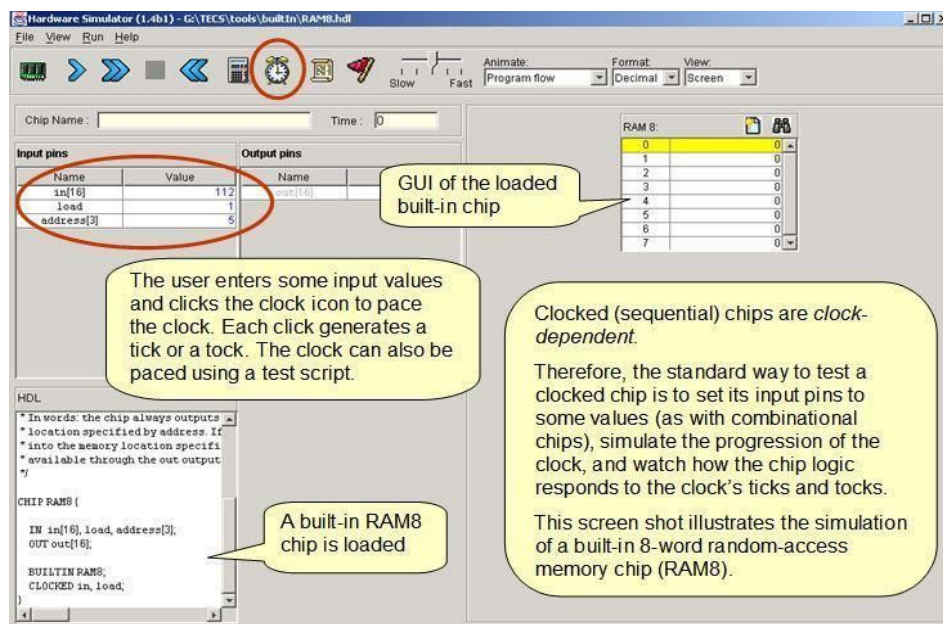 Hardware Simulator (1.4b1) - G:\TECS\tools\builtIn\RAM8.hdl
File View Run Help
Slow Fast
Animate:
Program flow
Format:
Decimal
View:
Screen
Chip Name :
Time : 0
Input pins
Name Value
in[16] 112
load 1
address[3] 5
Output pins
Name
out[16]
GUI of the loaded
built-in chip
RAM 8:
0 0
1 0
2 0
3 0
4 0
5 0
6 0
7 0
The user enters some input values
and clicks the clock icon to pace
the clock. Each click generates a
tick or a tock. The clock can also be
paced using a test script.
Clocked (sequential) chips are clock-
dependent.
Therefore, the standard way to test a
clocked chip is to set its input pins to
some values (as with combinational
chips), simulate the progression of the
clock, and watch how the chip logic
responds to the clock's ticks and tocks.
This screen shot illustrates the simulation
of a built-in 8-word random-access
memory chip (RAM8).
HDL
* In words: the chip always outputs
* location specified by address. If
* into the memory location specifi
* available through the out output
*/
CHIP RAM8 {
IN in[16], load, address[3];
OUT out[16];
BUILTIN RAM8;
CLOCKED in, load;
}
A built-in RAM8
chip is loaded